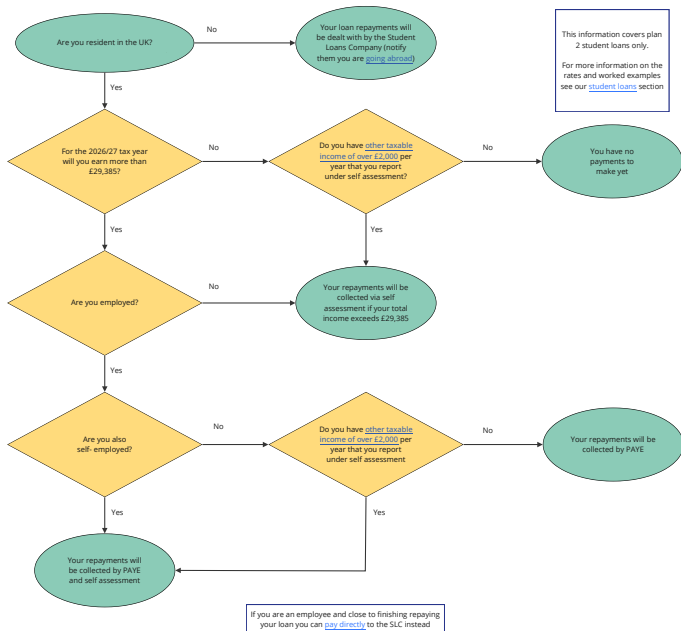 Are you resident in the UK?
No
Your loan repayments will
be dealt with by the Student
Loans Company (notify
them you are going abroad)
This information covers plan
2 student loans only.
For more information on the
rates and worked examples
see our student loans section
Yes
For the 2026/27 tax year
will you earn more than
£29,385?
No
Do you have other taxable
income of over £2,000 per
year that you report
under self assessment?
No
You have no
payments to
make yet
Yes
Yes
Are you employed?
No
Your repayments will be
collected via self
assessment if your total
income exceeds £29,385
Yes
Are you also
self- employed?
No
Do you have other taxable
income of over £2,000 per
year that you report
under self assessment
No
Your repayments will be
collected by PAYE
Yes
Yes
Your repayments will
be collected by PAYE
and self assessment
If you are an employee and close to finishing repaying
your loan you can pay directly to the SLC instead